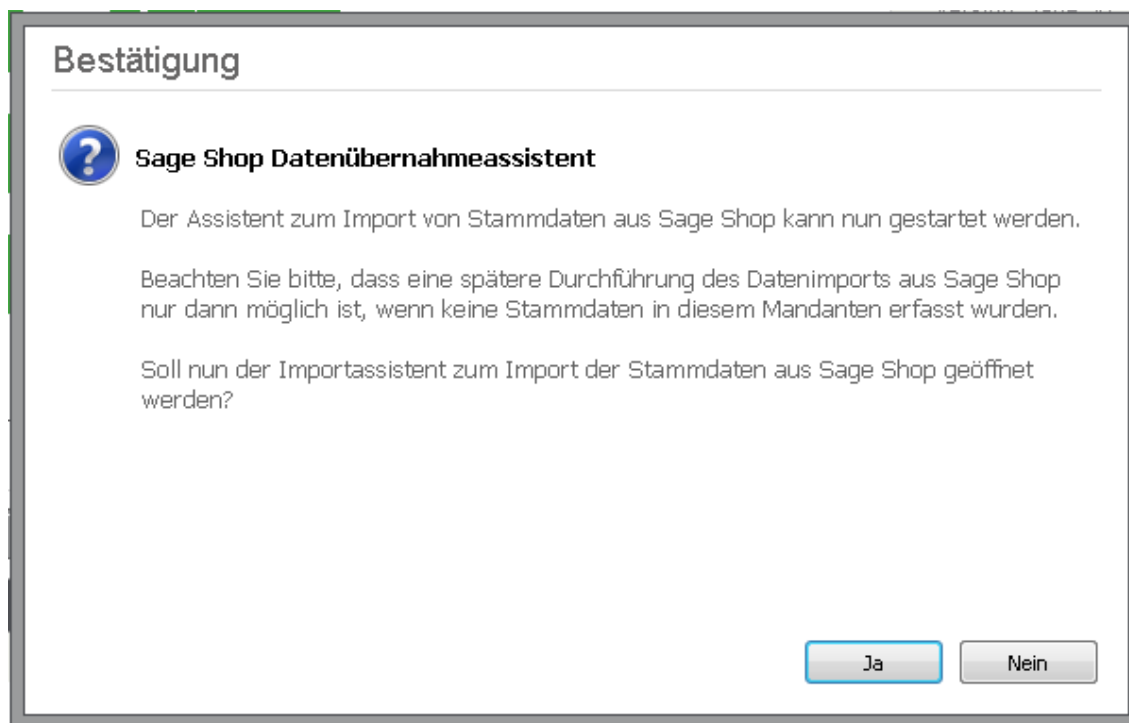 Bestätigung
Sage Shop Datenübernahmeassistent
Der Assistent zum Import von Stammdaten aus Sage Shop kann nun gestartet werden.
Beachten Sie bitte, dass eine spätere Durchführung des Datenimports aus Sage Shop
nur dann möglich ist, wenn keine Stammdaten in diesem Mandanten erfasst wurden.
Soll nun der Importassistent zum Import der Stammdaten aus Sage Shop geöffnet
werden?
Ja
Nein